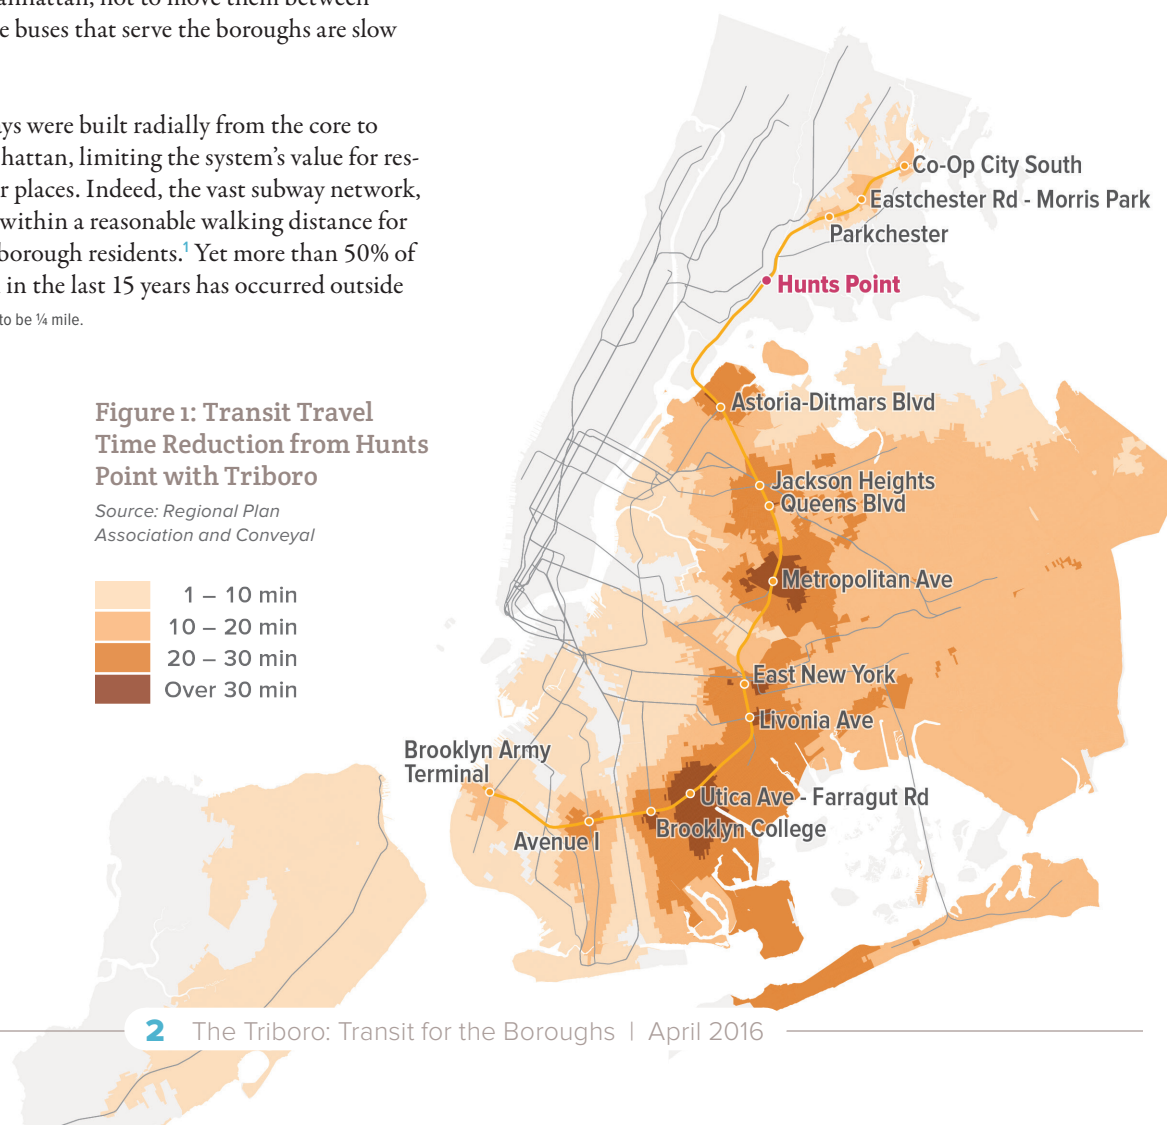 not to move them between
e buses that serve the boroughs are slow
ys were built radially from the core to
hattan, limiting the system's value for res-
r places. Indeed, the vast subway network,
within a reasonable walking distance for
borough residents.¹ Yet more than 50% of
in the last 15 years has occurred outside
to be ¼ mile.
Figure 1: Transit Travel
Time Reduction from Hunts
Point with Triboro
Source: Regional Plan
Association and Conveyal
1 – 10 min
10 – 20 min
20 – 30 min
Over 30 min
Co-Op City South
Eastchester Rd - Morris Park
Parkchester
Hunts Point
Astoria-Ditmars Blvd
Jackson Heights
Queens Blvd
Metropolitan Ave
East New York
Livonia Ave
Brooklyn Army
Terminal
Utica Ave - Farragut Rd
Brooklyn College
Avenue I
2 The Triboro: Transit for the Boroughs | April 2016